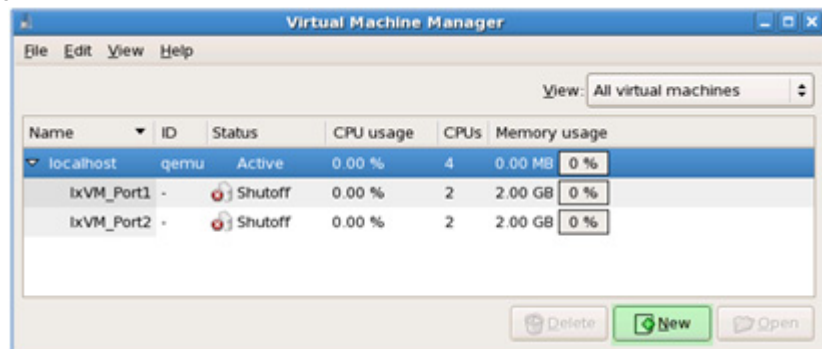 Virtual Machine Manager
File Edit View Help
View: All virtual machines
Name ID Status CPU usage CPUs Memory usage
localhost qemu Active 0.00 % 4 0.00 MB 0 %
IxVM_Port1 - Shutoff 0.00 % 2 2.00 GB 0 %
IxVM_Port2 - Shutoff 0.00 % 2 2.00 GB 0 %
Delete New Open